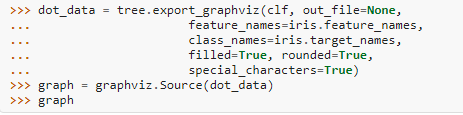 >>> dot_data = tree.export_graphviz(clf, out_file=None,
...                      feature_names=iris.feature_names,
...                      class_names=iris.target_names,
...                      filled=True, rounded=True,
...                      special_characters=True)
>>> graph = graphviz.Source(dot_data)
>>> graph